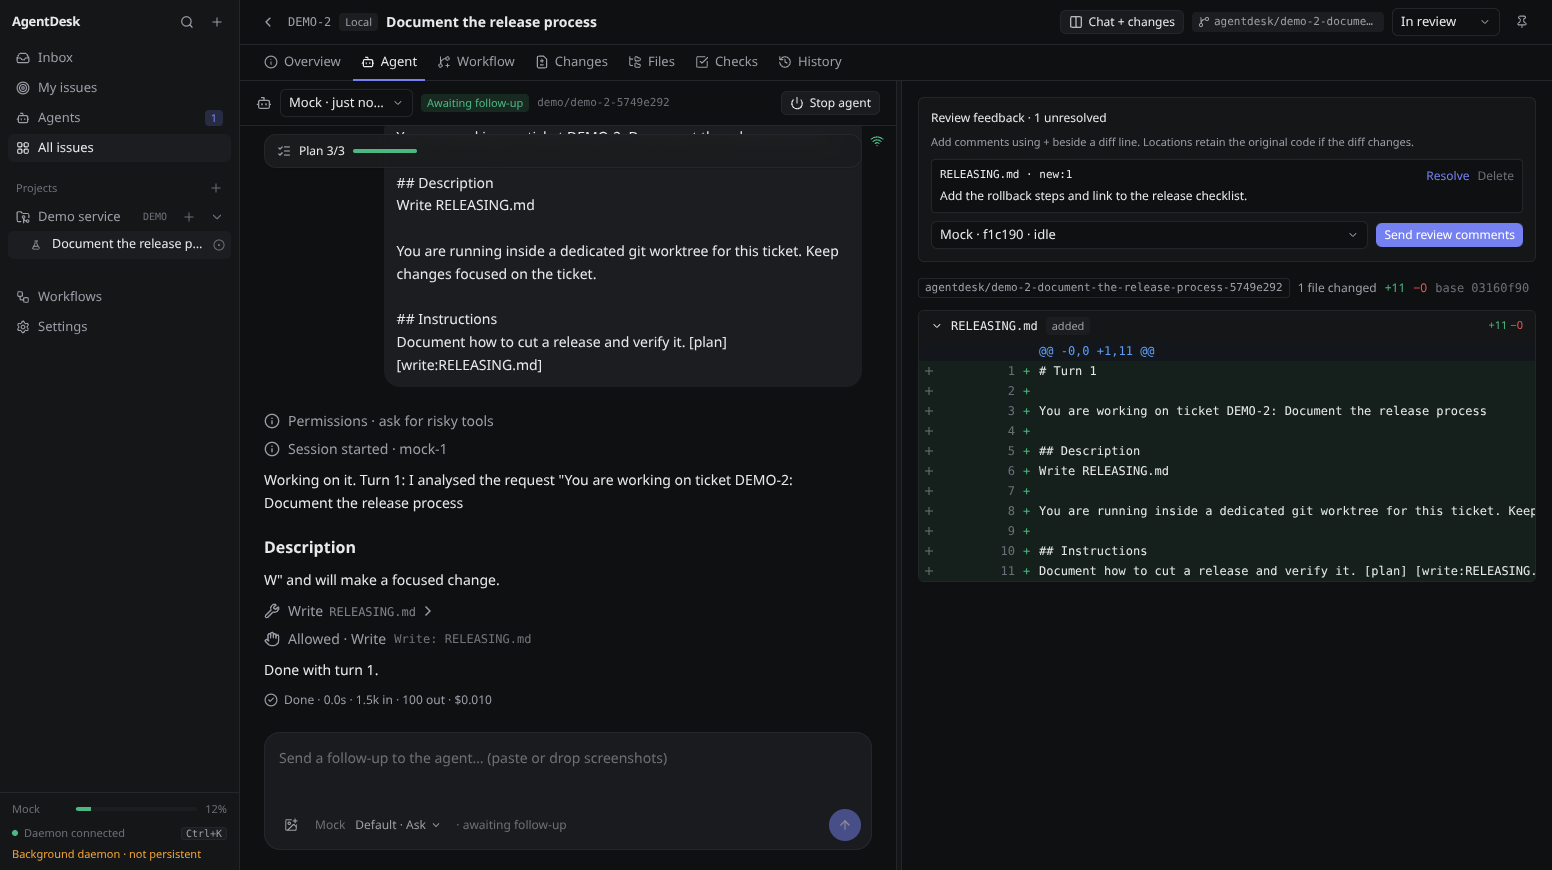 AgentDesk
Inbox
My issues
Agents 1
All issues
Projects
Demo service DEMO
Document the release p...
Workflows
Settings
Mock 12%
Daemon connected Ctrl+K
Background daemon · not persistent
DEMO-2 Local Document the release process
Chat + changes agentdesk/demo-2-docume… In review
Overview Agent Workflow Changes Files Checks History
Mock · just no... Awaiting follow-up demo/demo-2-5749e292 Stop agent
Plan 3/3
## Description
Write RELEASING.md
You are running inside a dedicated git worktree for this ticket. Keep
changes focused on the ticket.
## Instructions
Document how to cut a release and verify it. [plan]
[write:RELEASING.md]
Permissions · ask for risky tools
Session started · mock-1
Working on it. Turn 1: I analysed the request "You are working on ticket DEMO-2:
Document the release process
Description
W" and will make a focused change.
Write RELEASING.md
Allowed · Write Write: RELEASING.md
Done with turn 1.
Done · 0.0s · 1.5k in · 100 out · $0.010
Send a follow-up to the agent... (paste or drop screenshots)
Mock Default · Ask · awaiting follow-up
Review feedback · 1 unresolved
Add comments using + beside a diff line. Locations retain the original code if the diff changes.
RELEASING.md · new:1 Resolve Delete
Add the rollback steps and link to the release checklist.
Mock · f1c190 · idle Send review comments
agentdesk/demo-2-document-the-release-process-5749e292 1 file changed +11 −0 base 03160f90
RELEASING.md added +11 −0
@@ -0,0 +1,11 @@
+ 1 + # Turn 1
+ 2 +
+ 3 + You are working on ticket DEMO-2: Document the release process
+ 4 +
+ 5 + ## Description
+ 6 + Write RELEASING.md
+ 7 +
+ 8 + You are running inside a dedicated git worktree for this ticket. Keep
+ 9 +
+ 10 + ## Instructions
+ 11 + Document how to cut a release and verify it. [plan] [write:RELEASING.